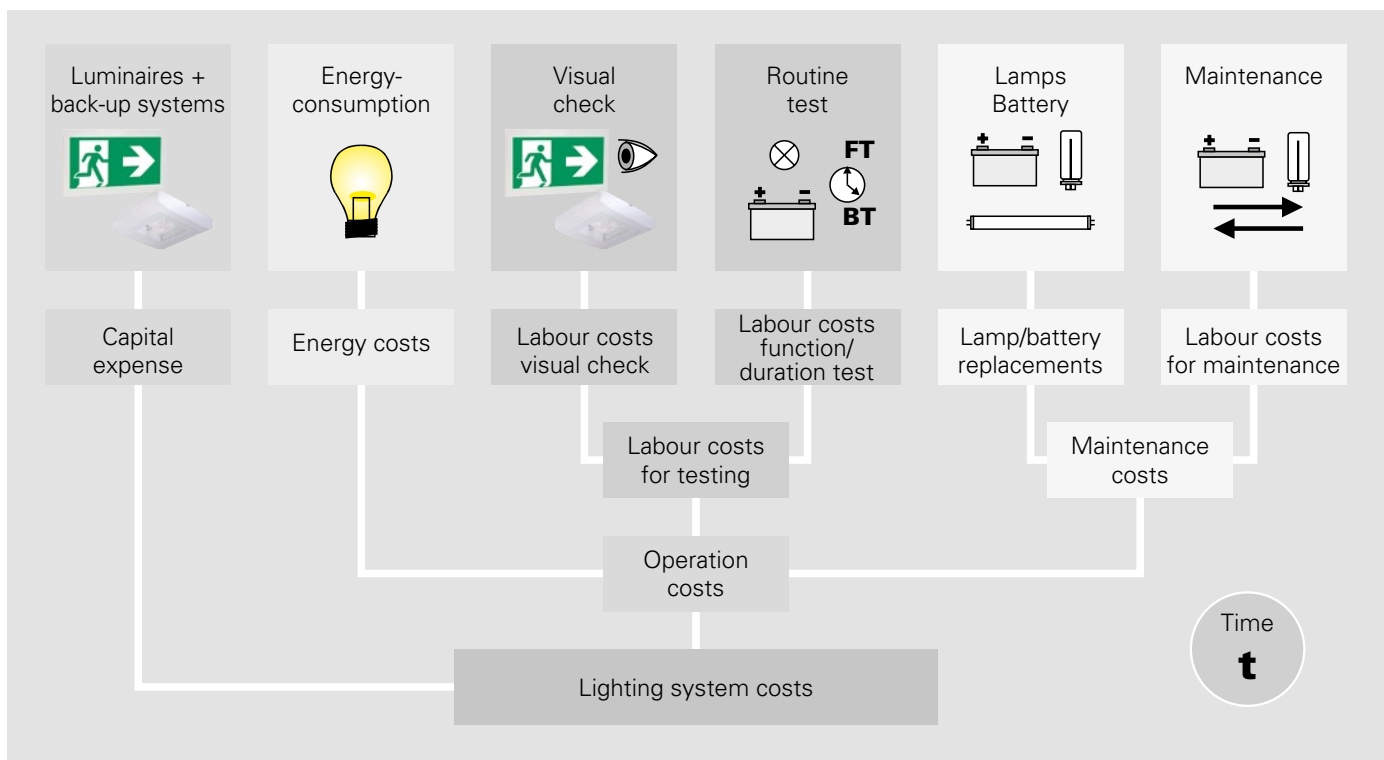 Luminaires +
back-up systems
Energy-
consumption
Visual
check
Routine
test
FT
BT
+ -
Lamps
Battery
+ -
Maintenance
+ -
Capital
expense
Energy costs
Labour costs
visual check
Labour costs
function/
duration test
Lamp/battery
replacements
Labour costs
for maintenance
Labour costs
for testing
Maintenance
costs
Operation
costs
Time
t
Lighting system costs